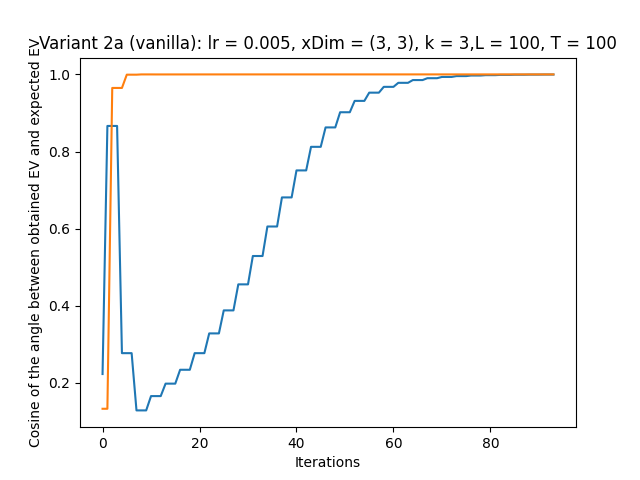 Variant 2a (vanilla): lr = 0.005, xDim = (3, 3), k = 3,L = 100, T = 100
Cosine of the angle between obtained EV and expected EV
1.0
0.8
0.6
0.4
0.2
0 20 40 60 80
Iterations